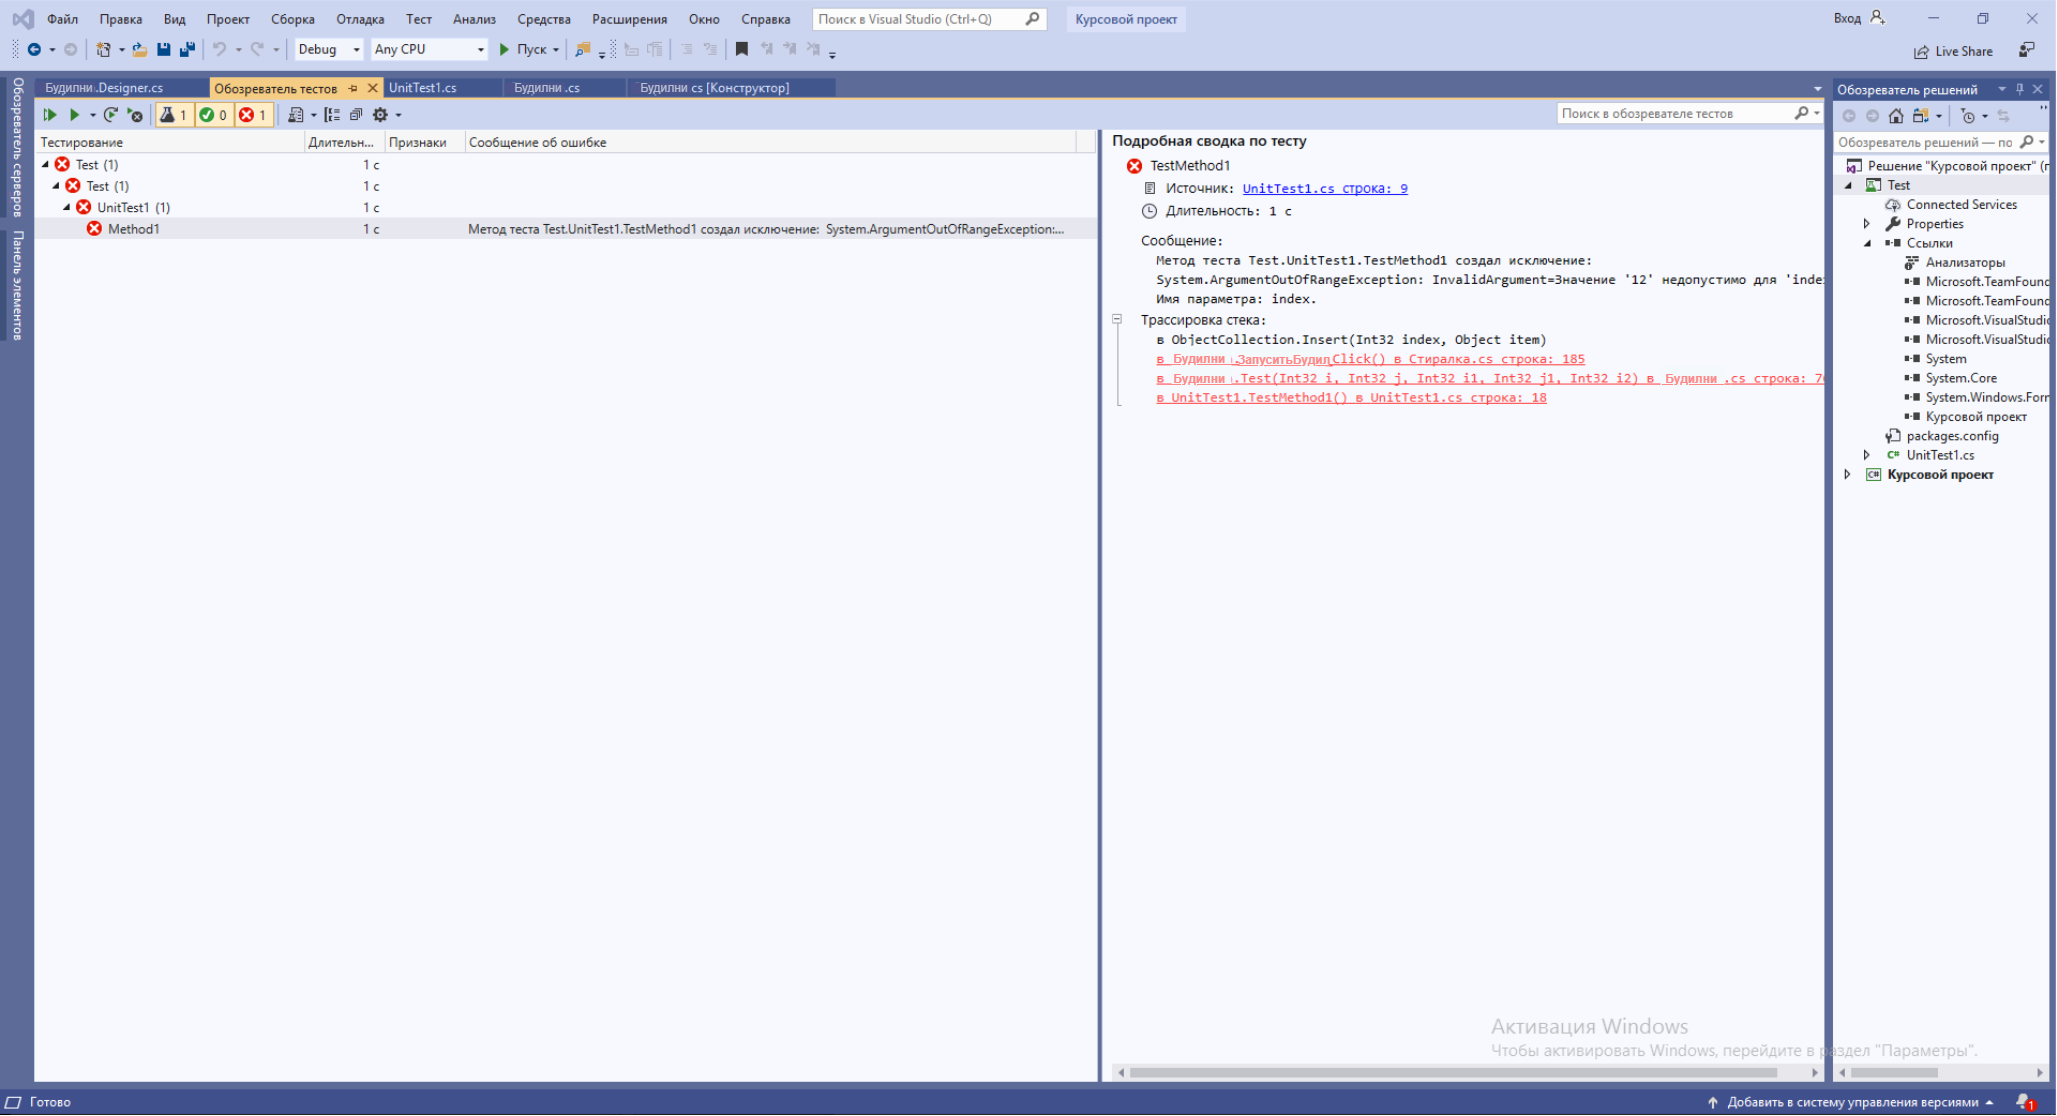 Файл Правка Вид Проект Сборка Отладка Тест Анализ Средства Расширения Окно Справка Поиск в Visual Studio (Ctrl+Q) Курсовой проект Вход
Debug Any CPU Пуск Live Share
Обозреватель серверов
Панель элементов
Будилни.Designer.cs Обозреватель тестов UnitTest1.cs Будилни .cs Будилни cs [Конструктор]
1 0 1 Поиск в обозревателе тестов
Тестирование Длительн... Признаки Сообщение об ошибке
Test (1) 1 с
Test (1) 1 с
UnitTest1 (1) 1 с
Method1 1 с Метод теста Test.UnitTest1.TestMethod1 создал исключение: System.ArgumentOutOfRangeException:...
Подробная сводка по тесту
TestMethod1
Источник: UnitTest1.cs строка: 9
Длительность: 1 с
Сообщение:
Метод теста Test.UnitTest1.TestMethod1 создал исключение:
System.ArgumentOutOfRangeException: InvalidArgument=Значение '12' недопустимо для 'inde
Имя параметра: index.
Трассировка стека:
в ObjectCollection.Insert(Int32 index, Object item)
в Будилни .ЗапуситьБудил Click() в Стиралка.cs строка: 185
в Будилни .Test(Int32 i, Int32 j, Int32 i1, Int32 j1, Int32 i2) в Будилни .cs строка: 7
в UnitTest1.TestMethod1() в UnitTest1.cs строка: 18
Обозреватель решений
Обозреватель решений — по
Решение "Курсовой проект" (
Test
Connected Services
Properties
Ссылки
Анализаторы
Microsoft.TeamFound
Microsoft.TeamFound
Microsoft.VisualStudio
Microsoft.VisualStudio
System
System.Core
System.Windows.For
Курсовой проект
packages.config
C# UnitTest1.cs
C# Курсовой проект
Активация Windows
Чтобы активировать Windows, перейдите в раздел "Параметры".
Готово Добавить в систему управления версиями 1